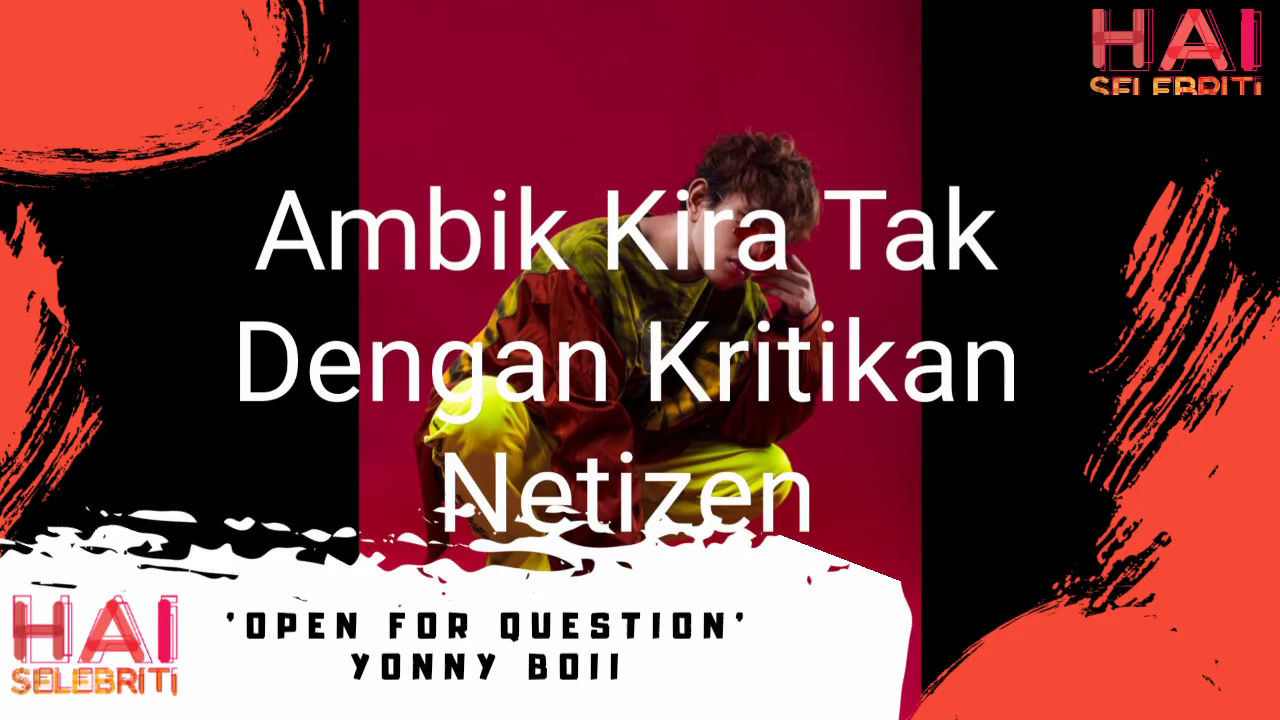 HAI
SELEBRITI
Ambik Kira Tak
Dengan Kritikan
Netizen
HAI
SELEBRITI
'OPEN FOR QUESTION'
YONNY BOII